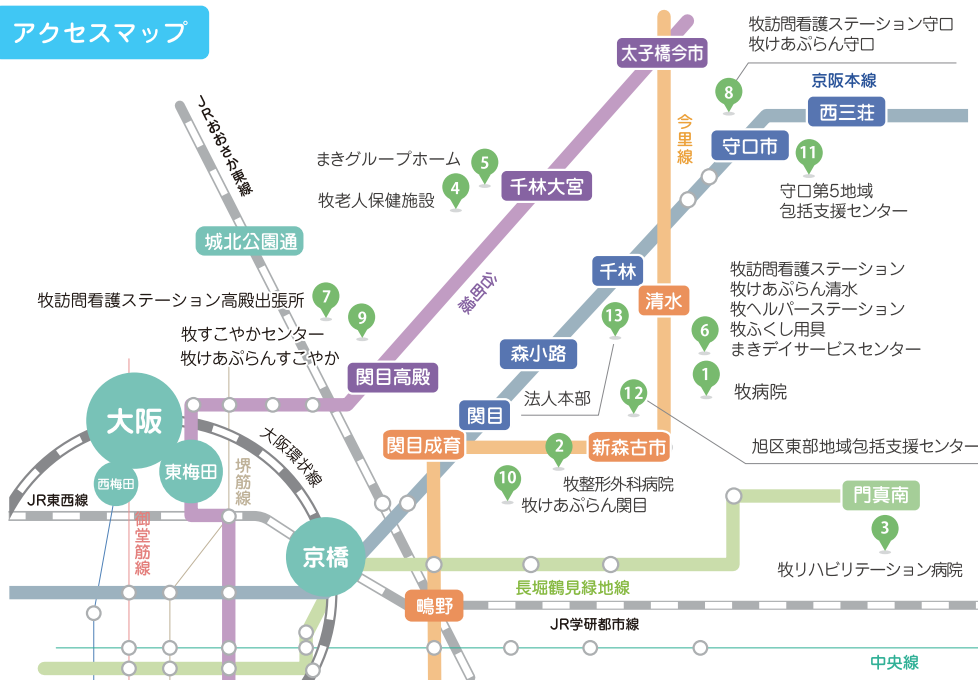 アクセスマップ
牧訪問看護ステーション守口
牧けあぷらん守口
8
太子橋今市
京阪本線
西三荘
今里線
守口市
11
守口第5地域
包括支援センター
JRおおさか東線
まきグループホーム
5
牧老人保健施設
4
千林大宮
城北公園通
谷町線
千林
清水
牧訪問看護ステーション
牧けあぷらん清水
牧ヘルパーステーション
牧ふくし用具
まきデイサービスセンター
6
1
牧病院
牧訪問看護ステーション高殿出張所
7
9
牧すこやかセンター
牧けあぷらんすこやか
13
森小路
関目高殿
法人本部
12
関目
大阪
大阪環状線
関目成育
2
新森古市
旭区東部地域包括支援センター
西梅田
東梅田
堺筋線
10
牧整形外科病院
牧けあぷらん関目
門真南
3
牧リハビリテーション病院
JR東西線
御堂筋線
京橋
長堀鶴見緑地線
鴫野
JR学研都市線
中央線